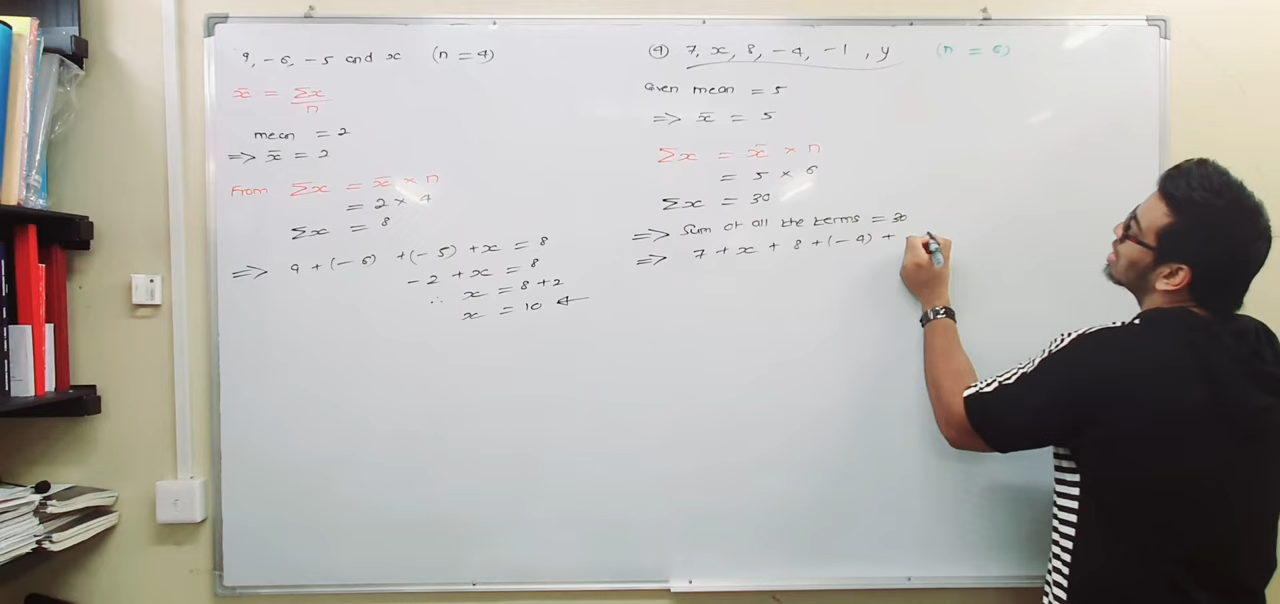 9, -6, -5 and x (n = 4)
x̄ = Σx / n
mean = 2
=> x̄ = 2
From Σx = x̄ × n
= 2 × 4
Σx = 8
=> 9 + (-6) + (-5) + x = 8
-2 + x = 8
∴ x = 8 + 2
x = 10 ←
④ 7, x, 8, -4, -1, y (n = 6)
Given mean = 5
=> x̄ = 5
Σx = x̄ × n
= 5 × 6
Σx = 30
=> Sum of all the terms = 30
=> 7 + x + 8 + (-4) +